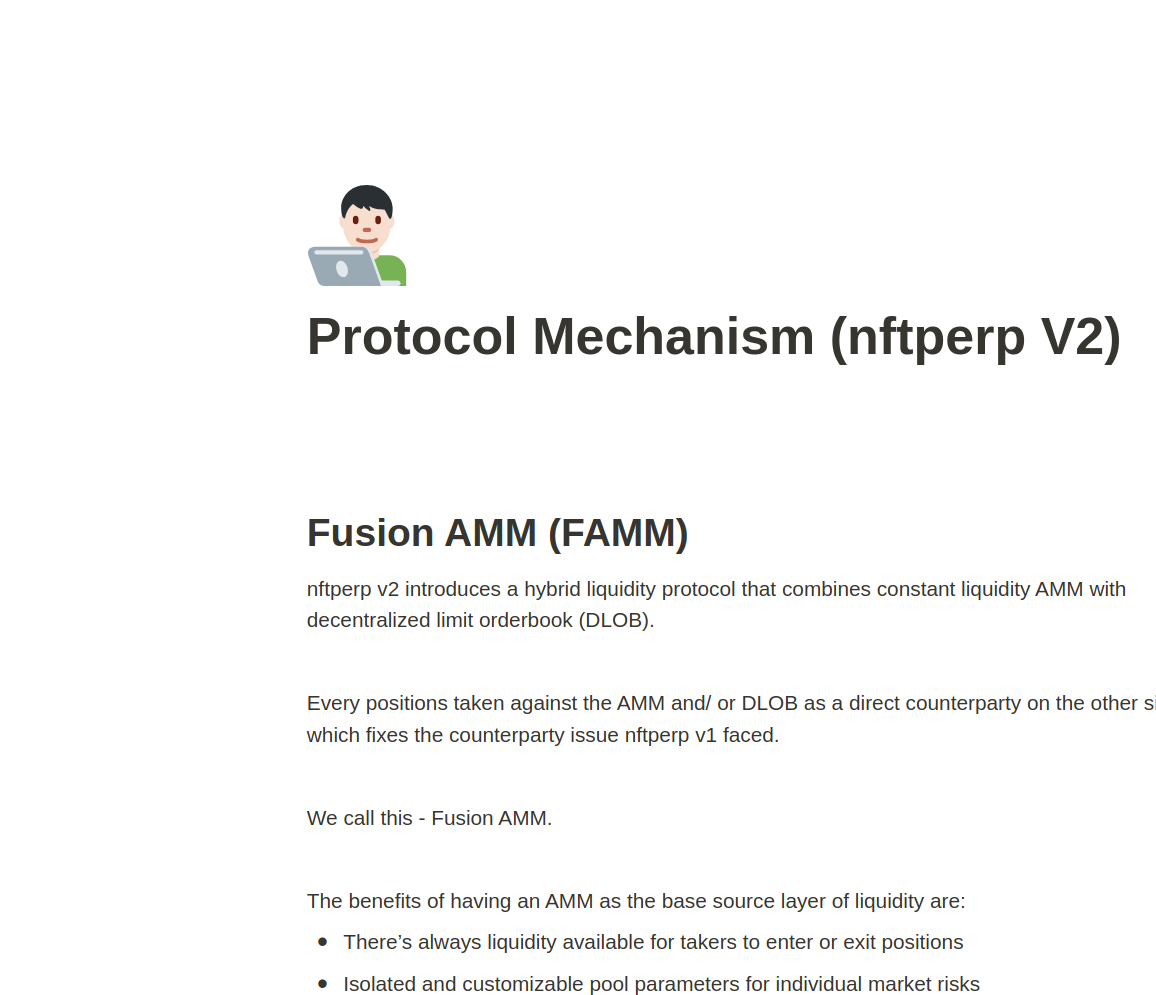 Protocol Mechanism (nftperp V2)
Fusion AMM (FAMM)
nftperp v2 introduces a hybrid liquidity protocol that combines constant liquidity AMM with
decentralized limit orderbook (DLOB).
Every positions taken against the AMM and/ or DLOB as a direct counterparty on the other
which fixes the counterparty issue nftperp v1 faced.
We call this - Fusion AMM.
The benefits of having an AMM as the base source layer of liquidity are:
• There’s always liquidity available for takers to enter or exit positions
• Isolated and customizable pool parameters for individual market risks